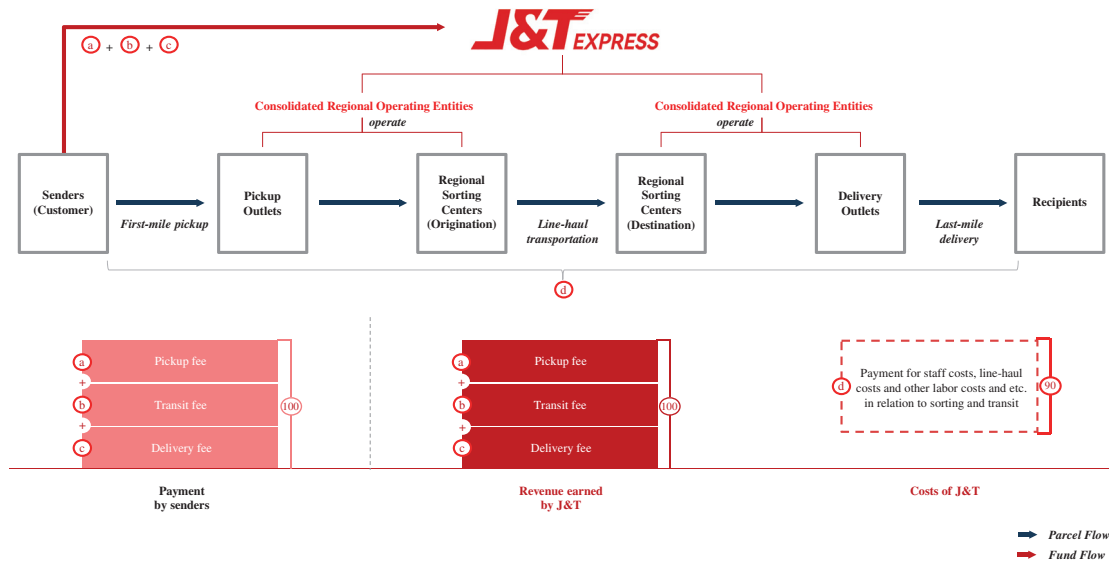 J&T EXPRESS
a + b + c
Consolidated Regional Operating Entities
operate
Consolidated Regional Operating Entities
operate
Senders
(Customer)
First-mile pickup
Pickup
Outlets
Regional
Sorting
Centers
(Origination)
Line-haul
transportation
Regional
Sorting
Centers
(Destination)
Delivery
Outlets
Last-mile
delivery
Recipients
d
a Pickup fee
+
b Transit fee
+
c Delivery fee
100
Payment
by senders
a Pickup fee
+
b Transit fee
+
c Delivery fee
100
Revenue earned
by J&T
d
Payment for staff costs, line-haul
costs and other labor costs and etc.
in relation to sorting and transit
90
Costs of J&T
Parcel Flow
Fund Flow